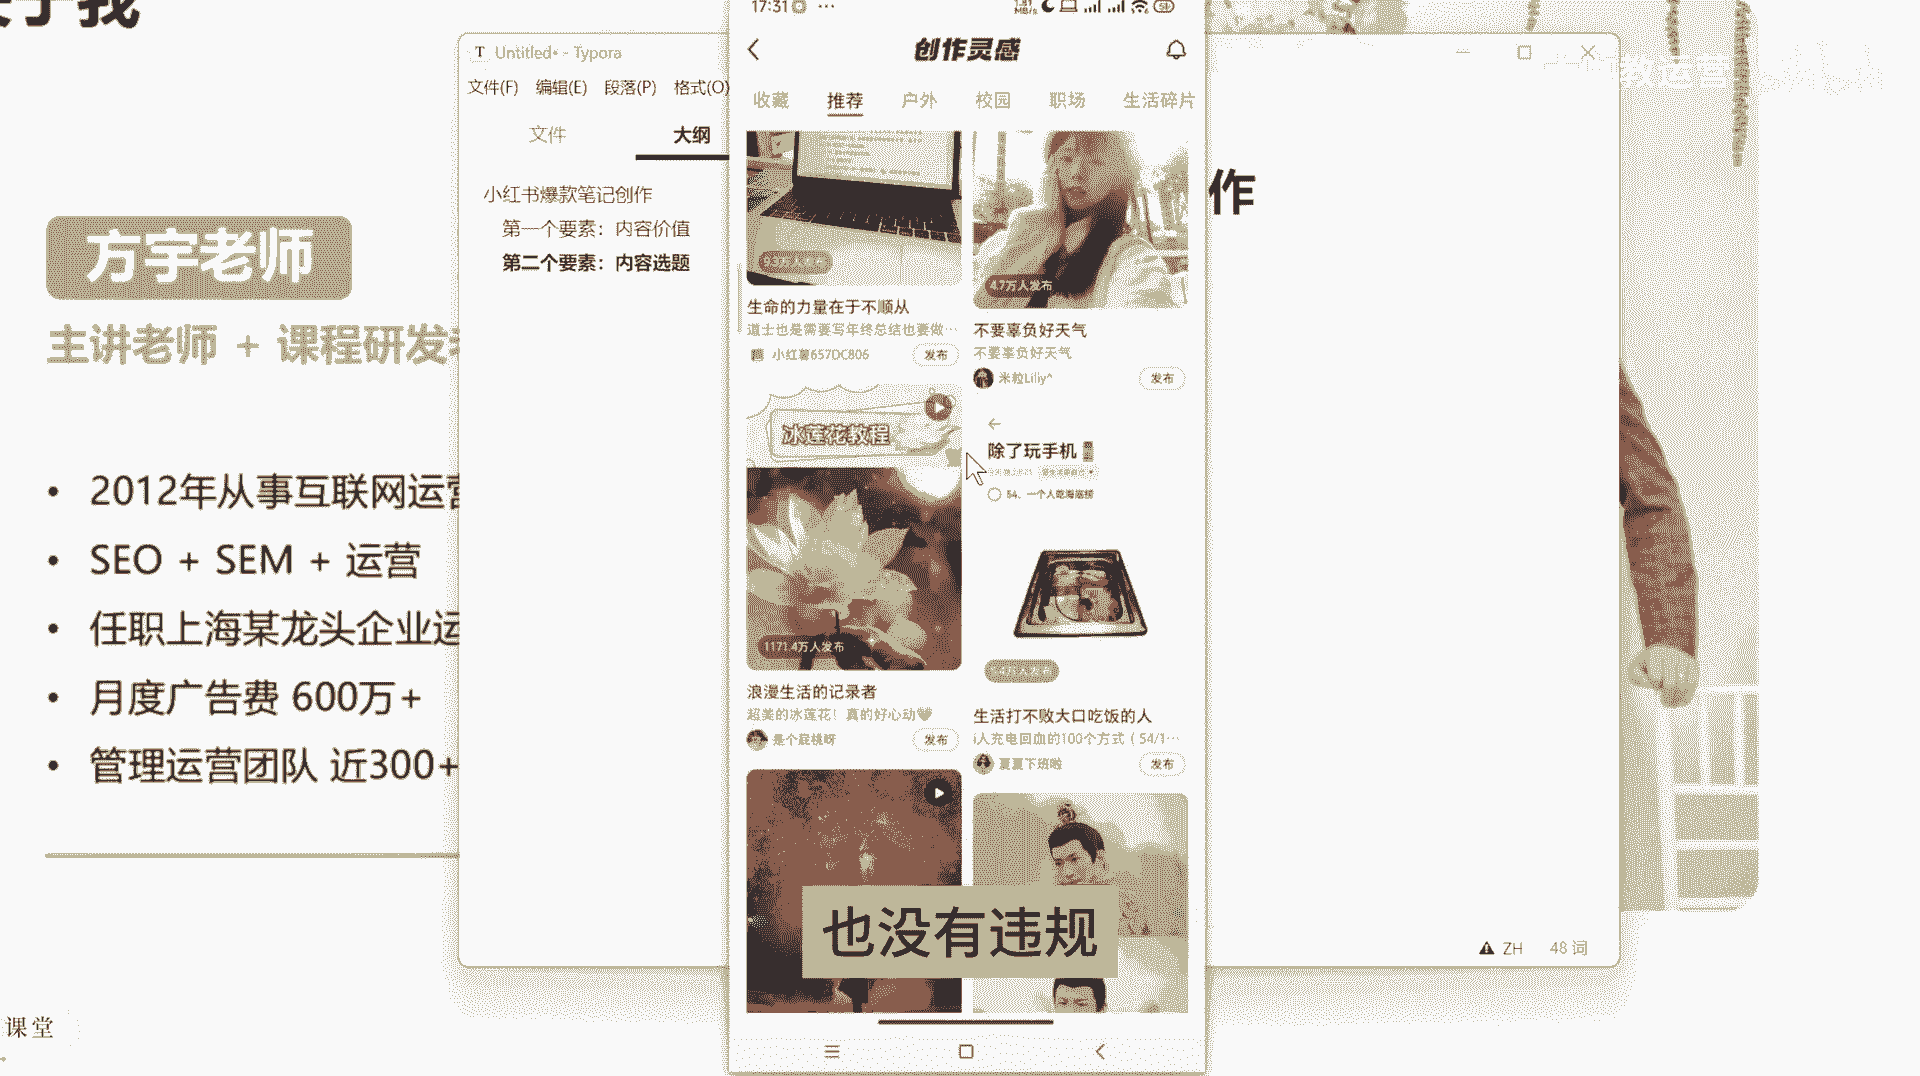 于我
方宇老师
主讲老师 + 课程研发
2012年从事互联网运营
SEO + SEM + 运营
任职上海某龙头企业运
月度广告费 600万+
管理运营团队 近300+
课堂
Untitled• - Typora
文件(F) 编辑(E) 段落(P) 格式(O)
文件 大纲
小红书爆款笔记创作
第一个要素：内容价值
第二个要素：内容选题
作
教运营
ZH 48 词
17:31
创作灵感
收藏 推荐 户外 校园 职场 生活碎片
生命的力量在于不顺从
道士也是需要写年终总结也要做…
小红薯657DC806 发布
4.7万人发布
不要辜负好天气
不要辜负好天气
米粒Liliy^ 发布
冰莲花教程
1171.4万人发布
浪漫生活的记录者
超美的冰莲花！真的好心动
是个屁桃呀 发布
除了玩手机
54、一个人吃海底捞
生活打不败大口吃饭的人
i人充电回血的100个方式（54/1…
夏夏下班啦 发布
也没有违规